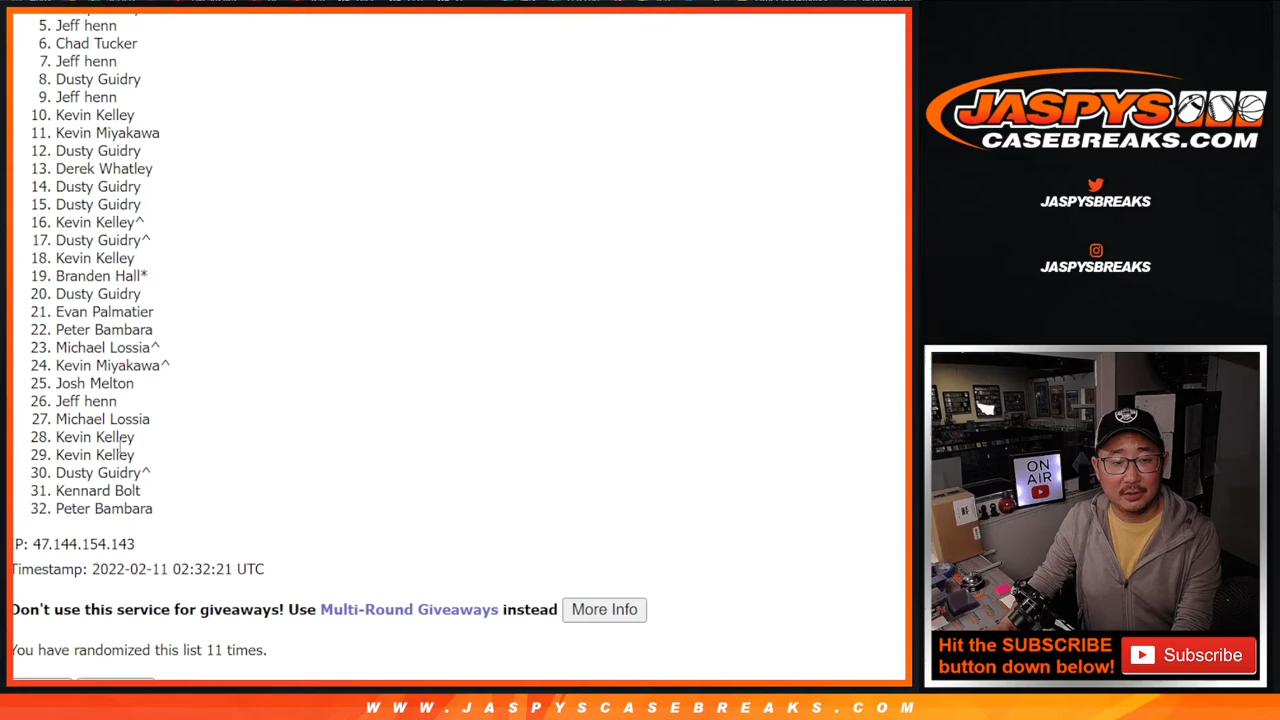 5. Jeff henn
6. Chad Tucker
7. Jeff henn
8. Dusty Guidry
9. Jeff henn
10. Kevin Kelley
11. Kevin Miyakawa
12. Dusty Guidry
13. Derek Whatley
14. Dusty Guidry
15. Dusty Guidry
16. Kevin Kelley^
17. Dusty Guidry^
18. Kevin Kelley
19. Branden Hall*
20. Dusty Guidry
21. Evan Palmatier
22. Peter Bambara
23. Michael Lossia^
24. Kevin Miyakawa^
25. Josh Melton
26. Jeff henn
27. Michael Lossia
28. Kevin Kelley
29. Kevin Kelley
30. Dusty Guidry^
31. Kennard Bolt
32. Peter Bambara
IP: 47.144.154.143
Timestamp: 2022-02-11 02:32:21 UTC
Don't use this service for giveaways! Use Multi-Round Giveaways instead More Info
You have randomized this list 11 times.
JASPYS
CASEBREAKS.COM
JASPYSBREAKS
JASPYSBREAKS
ON
AIR
Hit the SUBSCRIBE
button down below!
Subscribe
WWW.JASPYSCASEBREAKS.COM